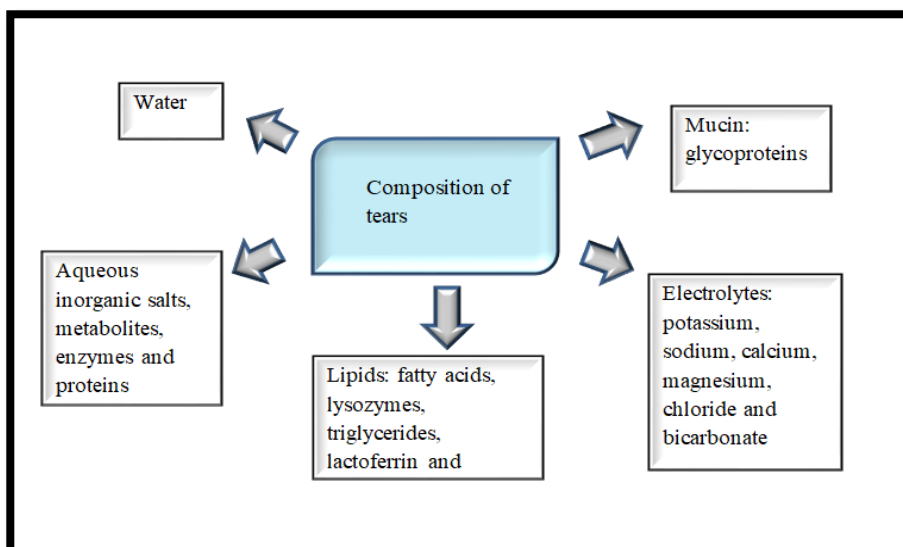 Water
Mucin:
glycoproteins
Composition of
tears
Aqueous
inorganic salts,
metabolites,
enzymes and
proteins
Lipids: fatty acids,
lysozymes,
triglycerides,
lactoferrin and
Electrolytes:
potassium,
sodium, calcium,
magnesium,
chloride and
bicarbonate